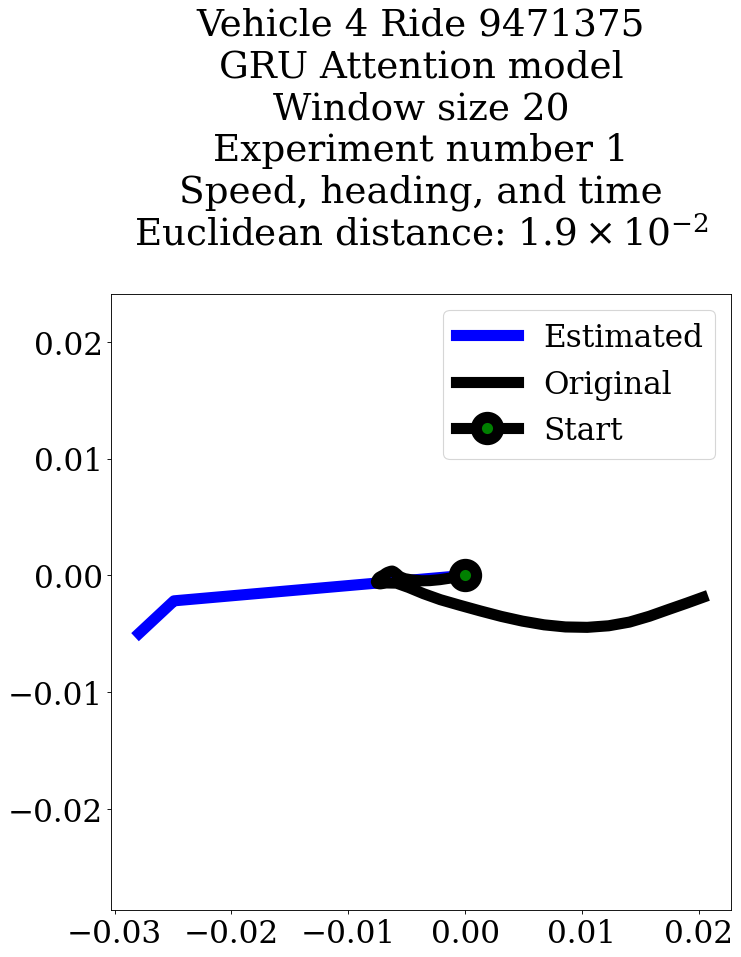 Vehicle 4 Ride 9471375
GRU Attention model
Window size 20
Experiment number 1
Speed, heading, and time
Euclidean distance: 1.9 × 10⁻²
Estimated
Original
Start
0.02
0.01
0.00
−0.01
−0.02
−0.03 −0.02 −0.01 0.00 0.01 0.02